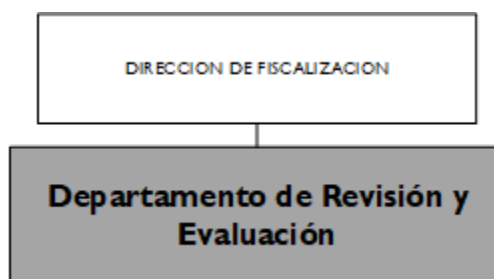 DIRECCION DE FISCALIZACION
Departamento de Revisión y
Evaluación